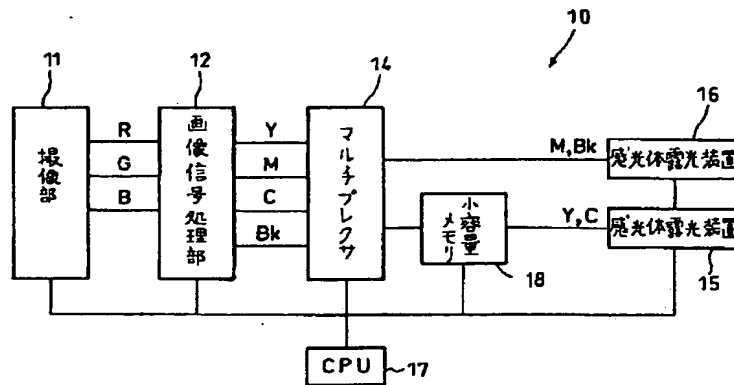 10
11
12
14
16
撮像部
R
G
B
画像信号処理部
Y
M
C
Bk
マルチプレクサ
M,Bk
感光体露光装置
小容量
メモリ
18
Y,C
感光体露光装置
15
CPU
17